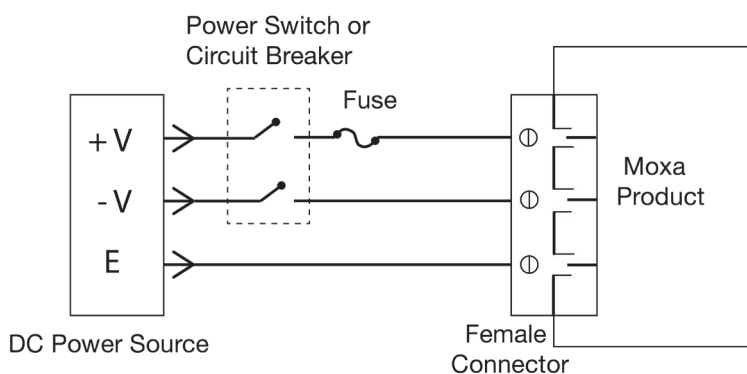 Power Switch or
Circuit Breaker
Fuse
+ V
- V
E
Moxa
Product
DC Power Source
Female
Connector